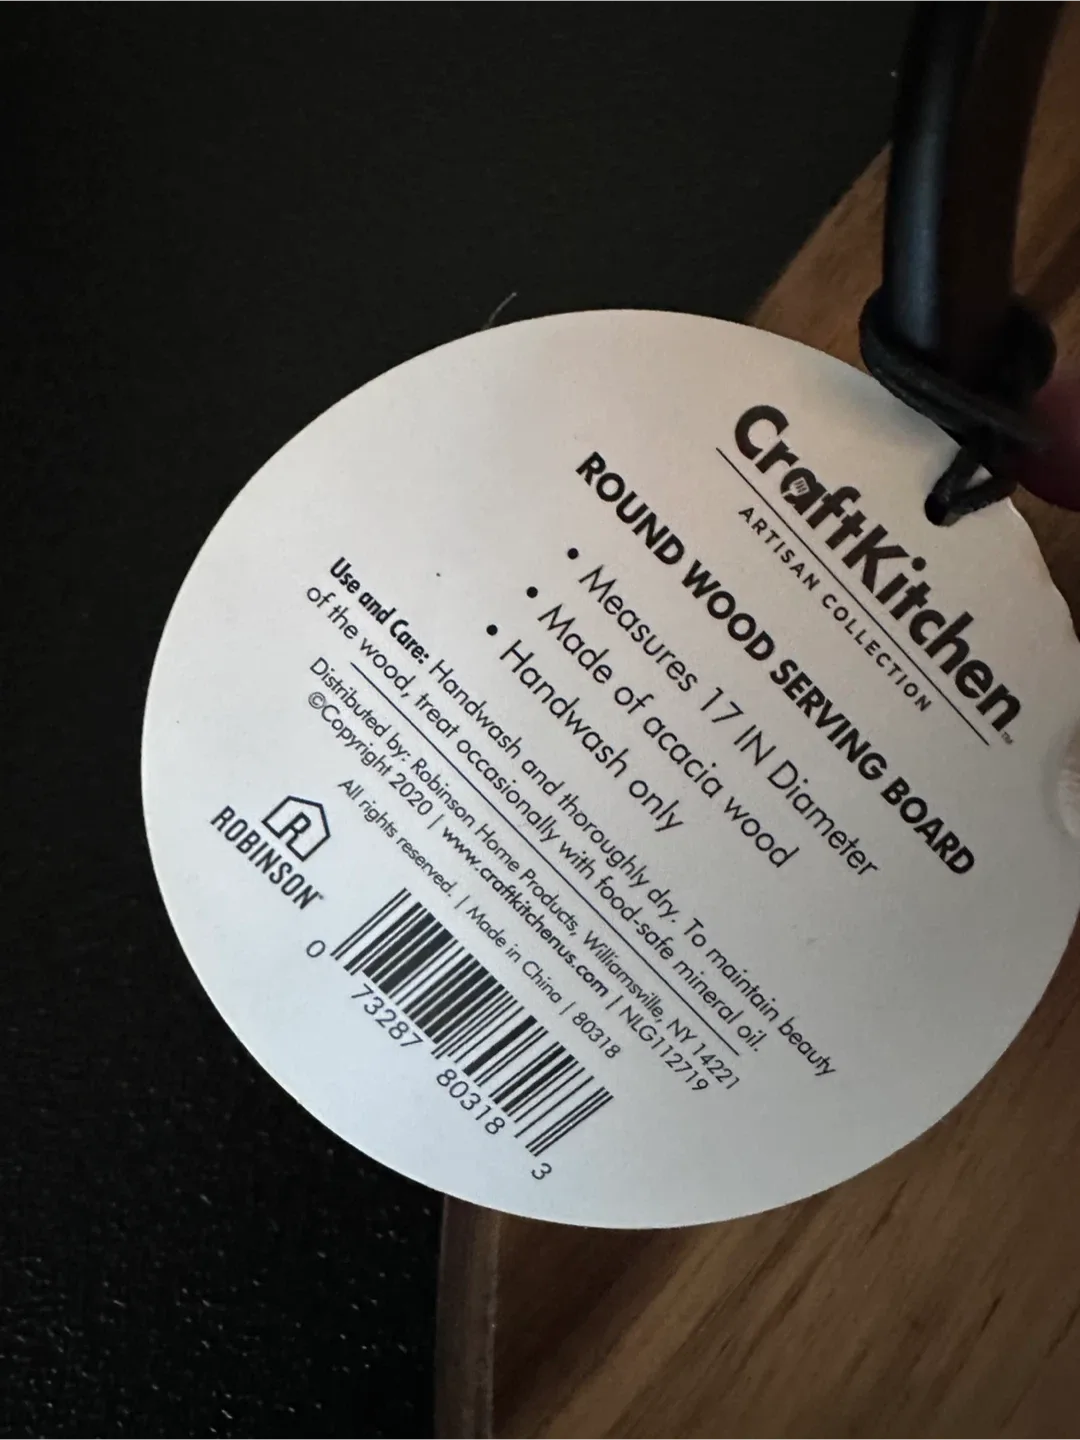 CraftKitchen™
ARTISAN COLLECTION
ROUND WOOD SERVING BOARD
• Measures 17 IN Diameter
• Made of acacia wood
• Handwash only
Use and Care: Handwash and thoroughly dry. To maintain beauty
of the wood, treat occasionally with food-safe mineral oil.
Distributed by: Robinson Home Products, Williamsville, NY 14221
©Copyright 2020 | www.craftkitchenus.com | NLG112719
All rights reserved. | Made in China | 80318
R
ROBINSON™
0 73287 80318 3